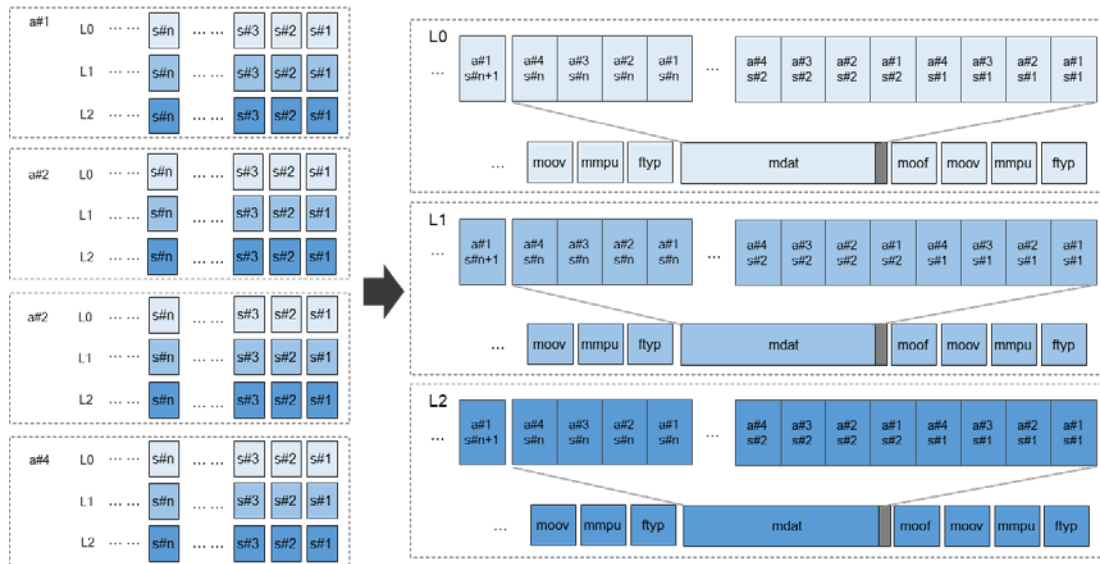 a#1
L0 ... ... s#n ... ... s#3 s#2 s#1
L1 ... ... s#n ... ... s#3 s#2 s#1
L2 ... ... s#n ... ... s#3 s#2 s#1
a#2 L0 ... ... s#n ... ... s#3 s#2 s#1
L1 ... ... s#n ... ... s#3 s#2 s#1
L2 ... ... s#n ... ... s#3 s#2 s#1
a#2 L0 ... ... s#n ... ... s#3 s#2 s#1
L1 ... ... s#n ... ... s#3 s#2 s#1
L2 ... ... s#n ... ... s#3 s#2 s#1
a#4 L0 ... ... s#n ... ... s#3 s#2 s#1
L1 ... ... s#n ... ... s#3 s#2 s#1
L2 ... ... s#n ... ... s#3 s#2 s#1
L0
a#1 a#4 a#3 a#2 a#1 ... a#4 a#3 a#2 a#1 a#4 a#3 a#2 a#1
... s#n+1 s#n s#n s#n s#n s#2 s#2 s#2 s#2 s#1 s#1 s#1 s#1
... moov mmpu ftyp mdat moof moov mmpu ftyp
L1
a#1 a#4 a#3 a#2 a#1 ... a#4 a#3 a#2 a#1 a#4 a#3 a#2 a#1
... s#n+1 s#n s#n s#n s#n s#2 s#2 s#2 s#2 s#1 s#1 s#1 s#1
... moov mmpu ftyp mdat moof moov mmpu ftyp
L2
a#1 a#4 a#3 a#2 a#1 ... a#4 a#3 a#2 a#1 a#4 a#3 a#2 a#1
... s#n+1 s#n s#n s#n s#n s#2 s#2 s#2 s#2 s#1 s#1 s#1 s#1
... moov mmpu ftyp mdat moof moov mmpu ftyp